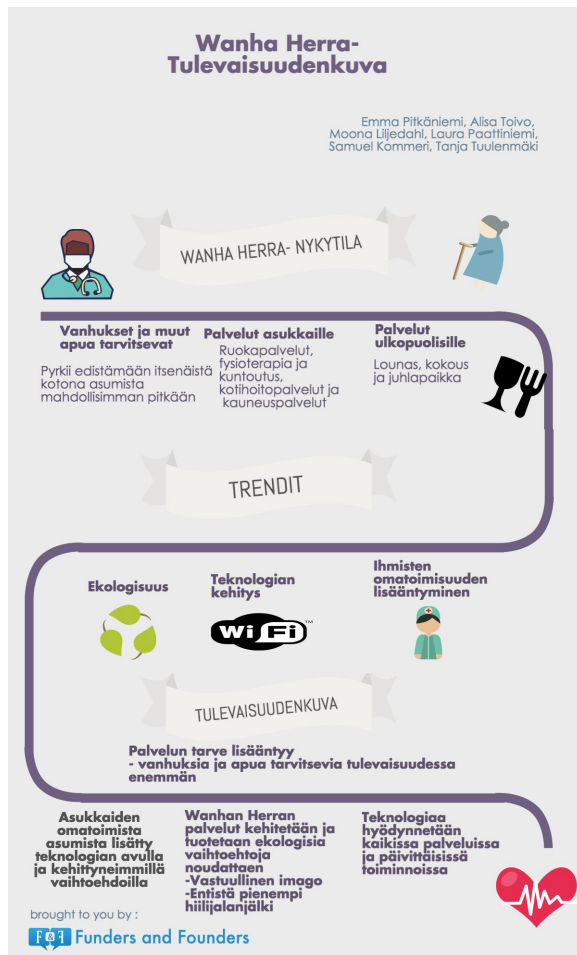 Wanha Herra-
Tulevaisuudenkuva
Emma Pitkäniemi, Alisa Toivo,
Moona Liljedahl, Laura Paattiniemi,
Samuel Kommeri, Tanja Tuulenmäki
WANHA HERRA- NYKYTILA
Vanhukset ja muut
apua tarvitsevat
Pyrkii edistämään itsenäistä
kotona asumista
mahdollisimman pitkään
Palvelut asukkaille
Ruokapalvelut,
fysioterapia ja
kuntoutus,
kotihoitopalvelut ja
kauneuspalvelut
Palvelut
ulkopuolisille
Lounas, kokous
ja juhlapaikka
TRENDIT
Ekologisuus
Teknologian
kehitys
Wi Fi™
Ihmisten
omatoimisuuden
lisääntyminen
TULEVAISUUDENKUVA
Palvelun tarve lisääntyy
- vanhuksia ja apua tarvitsevia tulevaisuudessa
enemmän
Asukkaiden
omatoimista
asumista lisätty
teknologian avulla
ja kehittyneimmillä
vaihtoehdoilla
Wanhan Herran
palvelut kehitetään ja
tuotetaan ekologisia
vaihtoehtoja
noudattaen
-Vastuullinen imago
-Entistä pienempi
hiilijalanjälki
Teknologiaa
hyödynnetään
kaikissa palveluissa
ja päivittäisissä
toiminnoissa
brought to you by :
F & F Funders and Founders